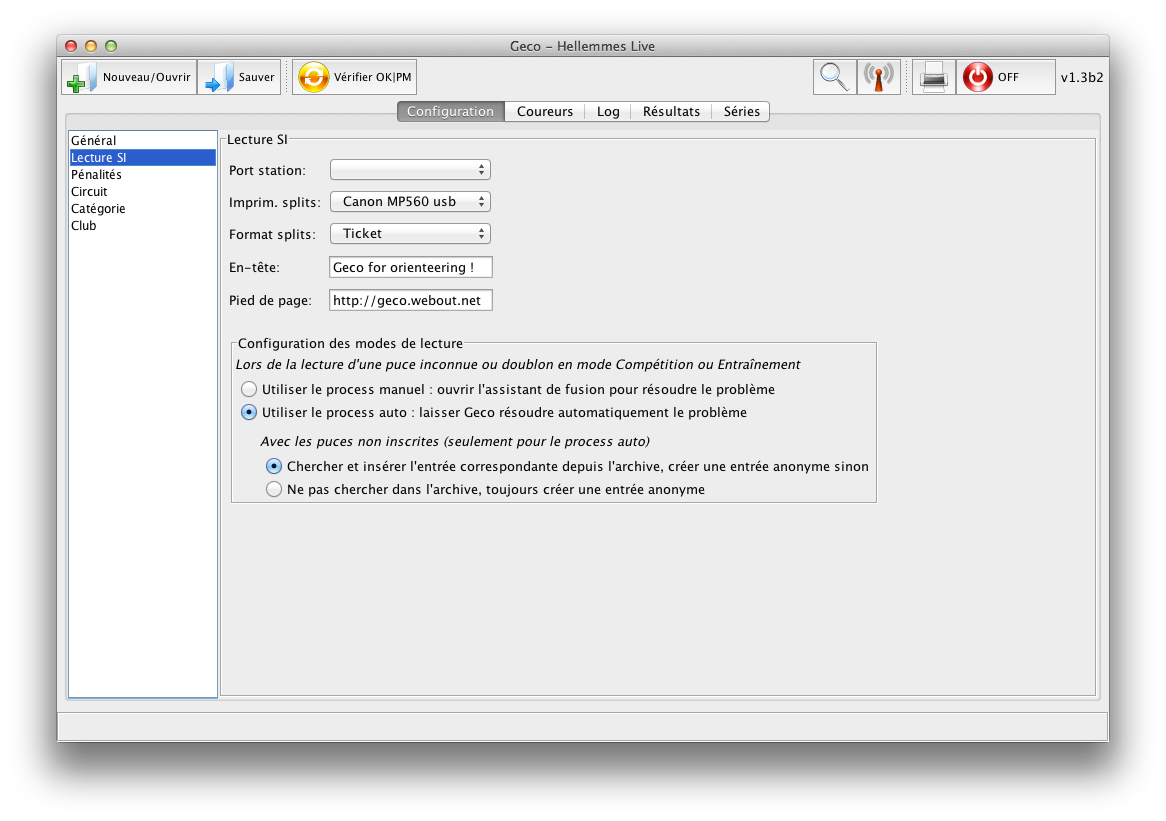 Geco – Hellemmes Live
Nouveau/Ouvrir Sauver Vérifier OK|PM OFF v1.3b2
Configuration Coureurs Log Résultats Séries
Général
Lecture SI
Pénalités
Circuit
Catégorie
Club
Lecture SI
Port station:
Imprim. splits: Canon MP560 usb
Format splits: Ticket
En-tête: Geco for orienteering !
Pied de page: http://geco.webout.net
Configuration des modes de lecture
Lors de la lecture d'une puce inconnue ou doublon en mode Compétition ou Entraînement
Utiliser le process manuel : ouvrir l'assistant de fusion pour résoudre le problème
Utiliser le process auto : laisser Geco résoudre automatiquement le problème
Avec les puces non inscrites (seulement pour le process auto)
Chercher et insérer l'entrée correspondante depuis l'archive, créer une entrée anonyme sinon
Ne pas chercher dans l'archive, toujours créer une entrée anonyme